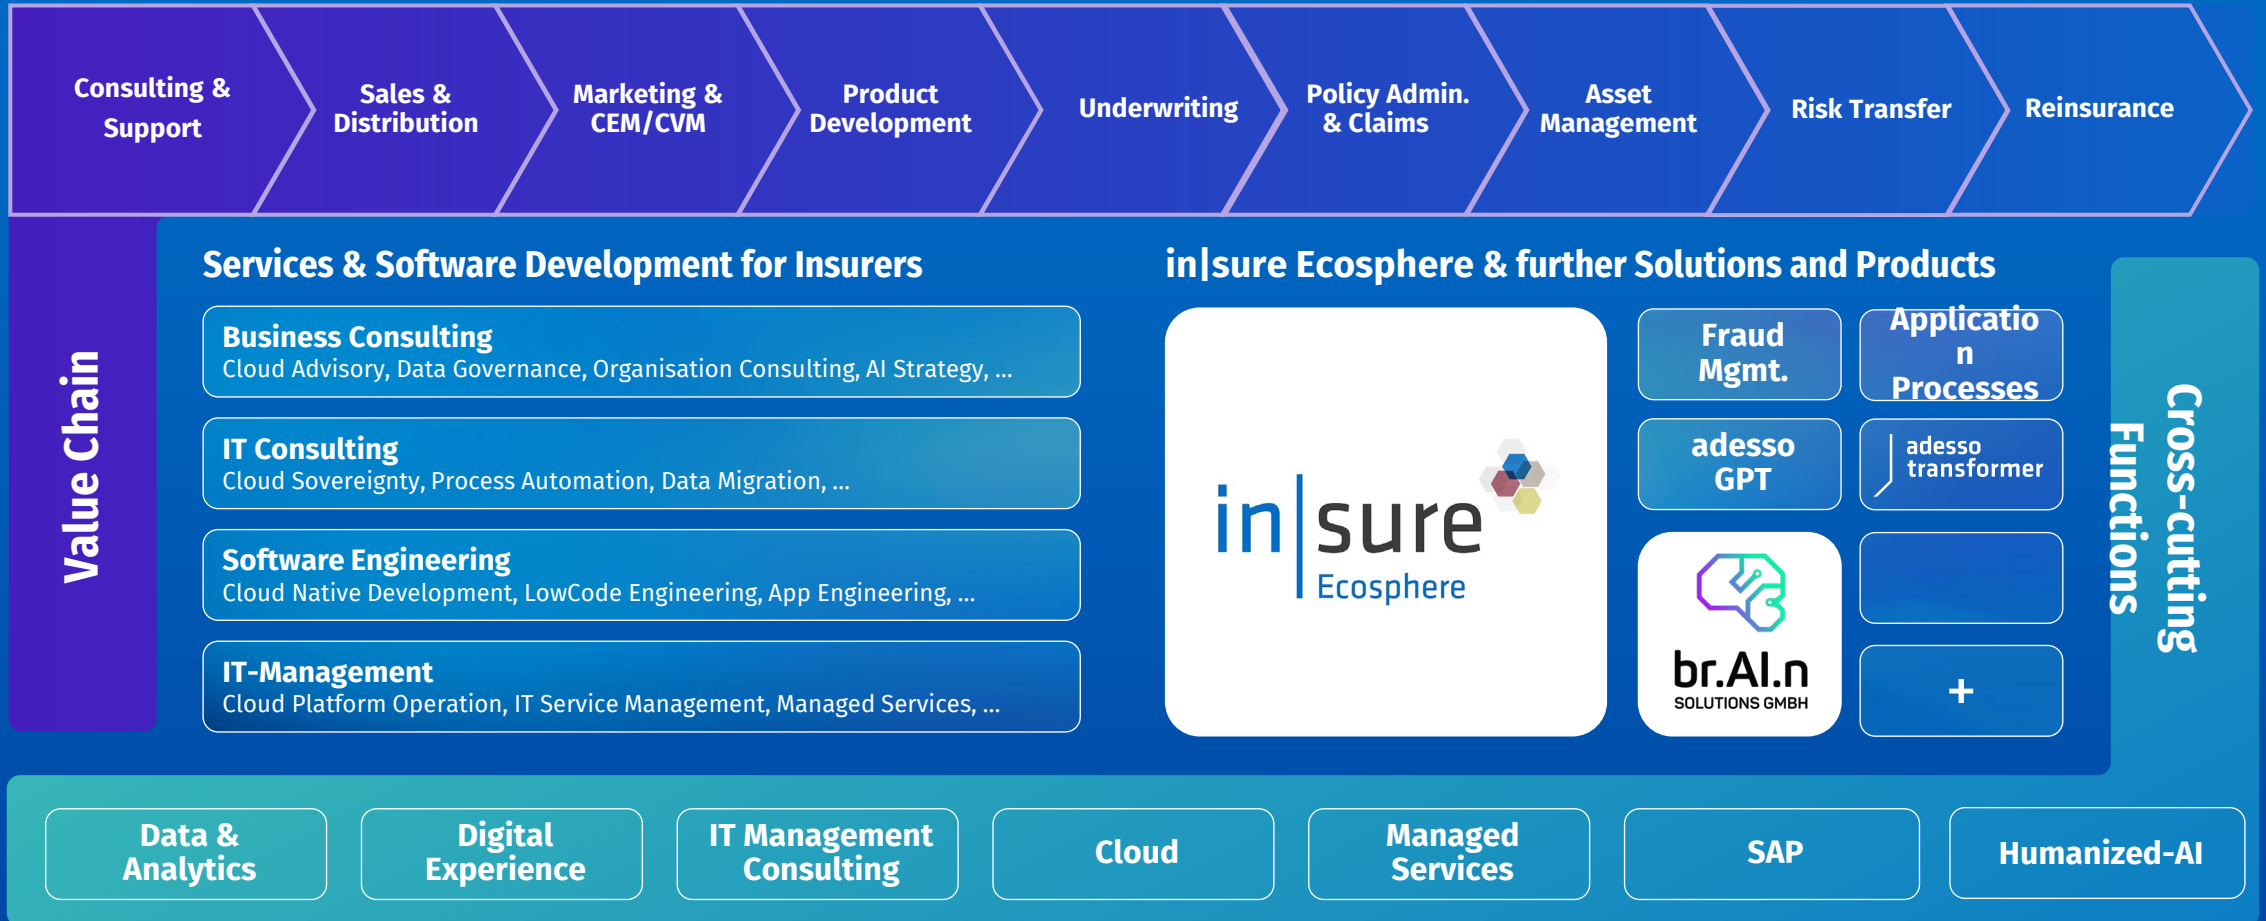 Consulting &
Support
Sales &
Distribution
Marketing &
CEM/CVM
Product
Development
Underwriting
Policy Admin.
& Claims
Asset
Management
Risk Transfer
Reinsurance
Value Chain
Services & Software Development for Insurers
Business Consulting
Cloud Advisory, Data Governance, Organisation Consulting, AI Strategy, ...
IT Consulting
Cloud Sovereignty, Process Automation, Data Migration, ...
Software Engineering
Cloud Native Development, LowCode Engineering, App Engineering, ...
IT-Management
Cloud Platform Operation, IT Service Management, Managed Services, ...
in|sure Ecosphere & further Solutions and Products
in|sure
Ecosphere
Fraud
Mgmt.
Applicatio
n
Processes
adesso
GPT
adesso
transformer
br.AI.n
SOLUTIONS GMBH
+
Cross-cutting
Functions
Data &
Analytics
Digital
Experience
IT Management
Consulting
Cloud
Managed
Services
SAP
Humanized-AI